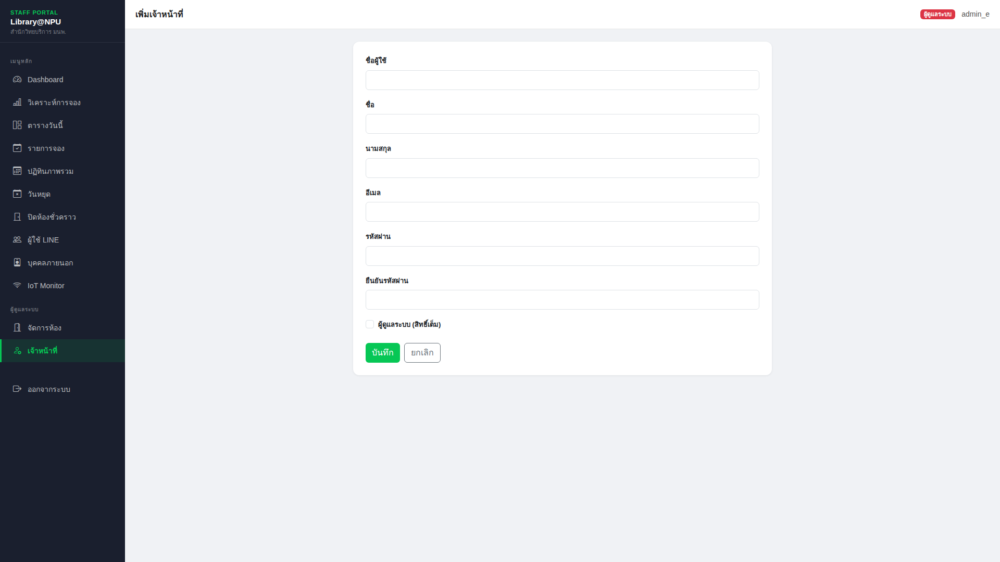 STAFF PORTAL
Library@NPU
สำนักวิทยบริการ มนพ.
เมนูหลัก
Dashboard
วิเคราะห์การจอง
ตารางวันนี้
รายการจอง
ปฏิทินภาพรวม
วันหยุด
ปิดห้องชั่วคราว
ผู้ใช้ LINE
บุคคลภายนอก
IoT Monitor
ผู้ดูแลระบบ
จัดการห้อง
เจ้าหน้าที่
ออกจากระบบ
เพิ่มเจ้าหน้าที่
ผู้ดูแลระบบ admin_e
ชื่อผู้ใช้
ชื่อ
นามสกุล
อีเมล
รหัสผ่าน
ยืนยันรหัสผ่าน
ผู้ดูแลระบบ (สิทธิ์เต็ม)
บันทึก ยกเลิก